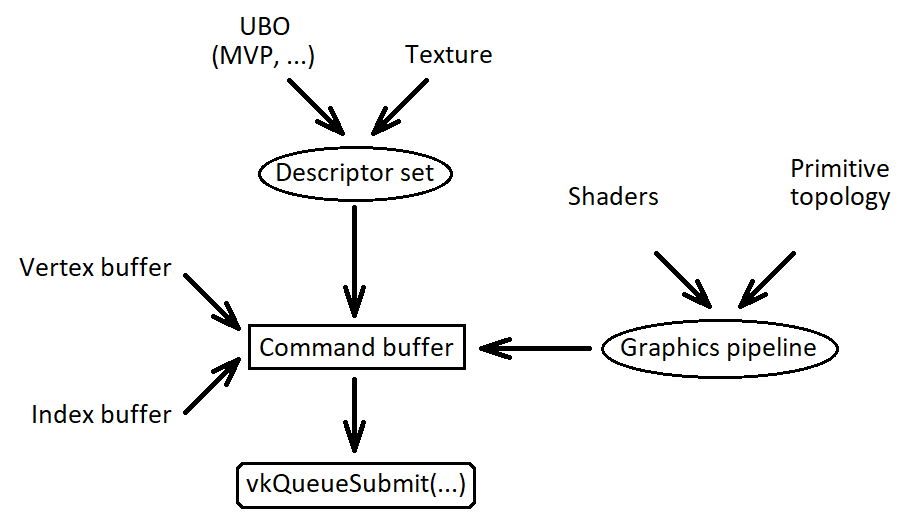 UBO
(MVP, ...)
Texture
Descriptor set
Shaders
Primitive
topology
Vertex buffer
Command buffer
Graphics pipeline
Index buffer
vkQueueSubmit(...)